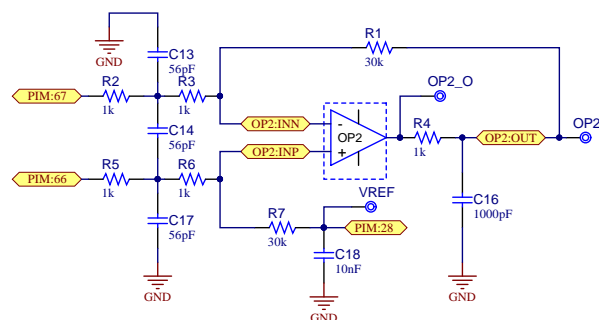 C13
R1
GND
56pF
30k
PIM:67
R2
R3
OP2_O
1k
1k
C14
OP2:INN
-
OP2
R4
OP2:OUT
OP2
56pF
OP2:INP
+
1k
PIM:66
R5
R6
1k
1k
VREF
C17
R7
C16
56pF
PIM:28
1000pF
30k
C18
10nF
GND
GND
GND